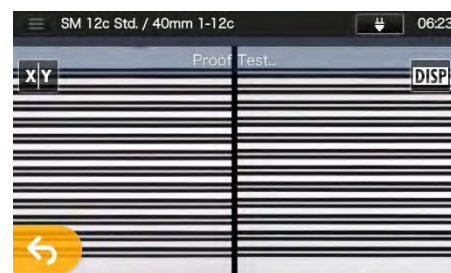 SM 12c Std. / 40mm 1-12c
06:23
Proof Test...
X Y
DISP